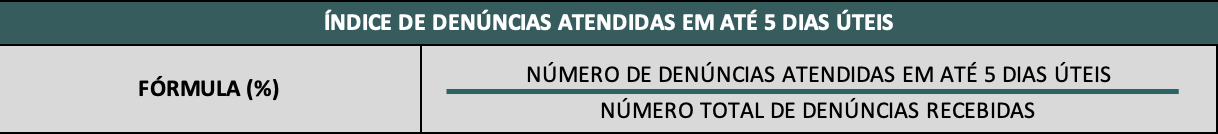 ÍNDICE DE DENÚNCIAS ATENDIDAS EM ATÉ 5 DIAS ÚTEIS
FÓRMULA (%)
NÚMERO DE DENÚNCIAS ATENDIDAS EM ATÉ 5 DIAS ÚTEIS
NÚMERO TOTAL DE DENÚNCIAS RECEBIDAS